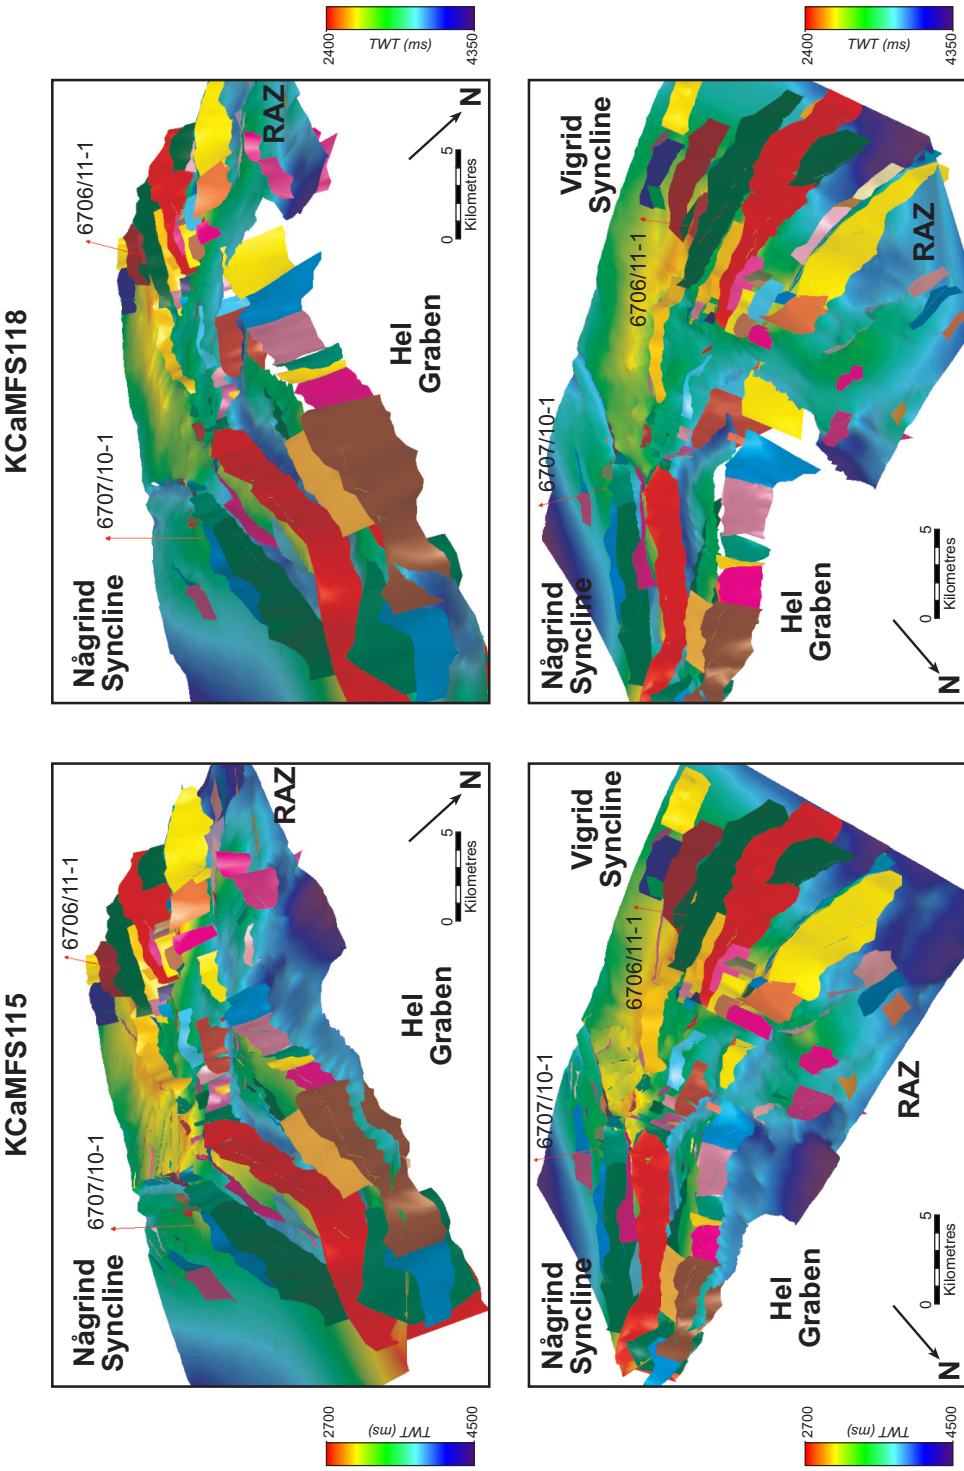 KCaMFS115
KCaMFS118
2700
TWT (ms)
4500
Någrind
Syncline
6707/10-1
6706/11-1
Hel
Graben
RAZ
0
5
Kilometres
N
Någrind
Syncline
6707/10-1
6706/11-1
Hel
Graben
RAZ
0
5
Kilometres
N
2400
TWT (ms)
4350
2700
TWT (ms)
4500
Någrind
Syncline
6707/10-1
6706/11-1
Vigrid
Syncline
Hel
Graben
RAZ
0
5
Kilometres
N
Någrind
Syncline
6707/10-1
6706/11-1
Vigrid
Syncline
Hel
Graben
RAZ
0
5
Kilometres
N
2400
TWT (ms)
4350